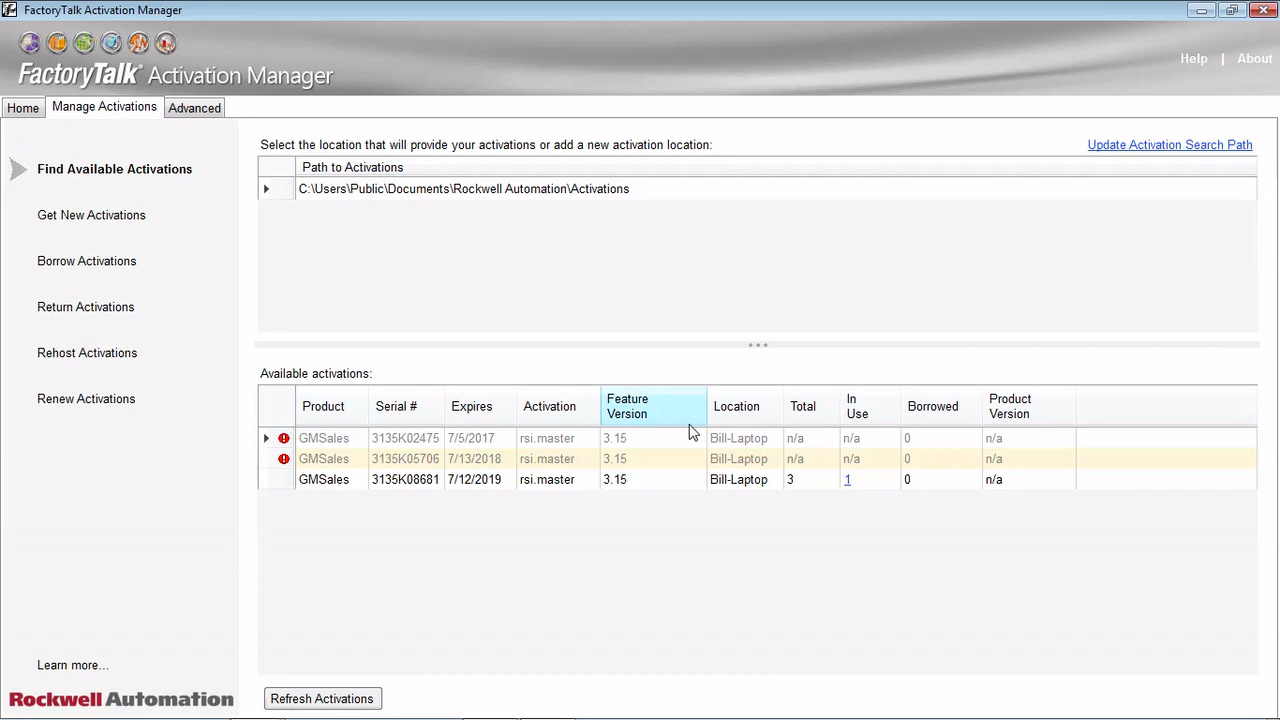 FactoryTalk Activation Manager
FactoryTalk Activation Manager
Help | About
Home Manage Activations Advanced
Find Available Activations
Get New Activations
Borrow Activations
Return Activations
Rehost Activations
Renew Activations
Learn more...
Rockwell Automation
Select the location that will provide your activations or add a new activation location:
Update Activation Search Path
Path to Activations
C:\Users\Public\Documents\Rockwell Automation\Activations
Available activations:
Product Serial # Expires Activation Feature Version Location Total In Use Borrowed Product Version
GMSales 3135K02475 7/5/2017 rsi.master 3.15 Bill-Laptop n/a n/a 0 n/a
GMSales 3135K05706 7/13/2018 rsi.master 3.15 Bill-Laptop n/a n/a 0 n/a
GMSales 3135K08681 7/12/2019 rsi.master 3.15 Bill-Laptop 3 1 0 n/a
Refresh Activations